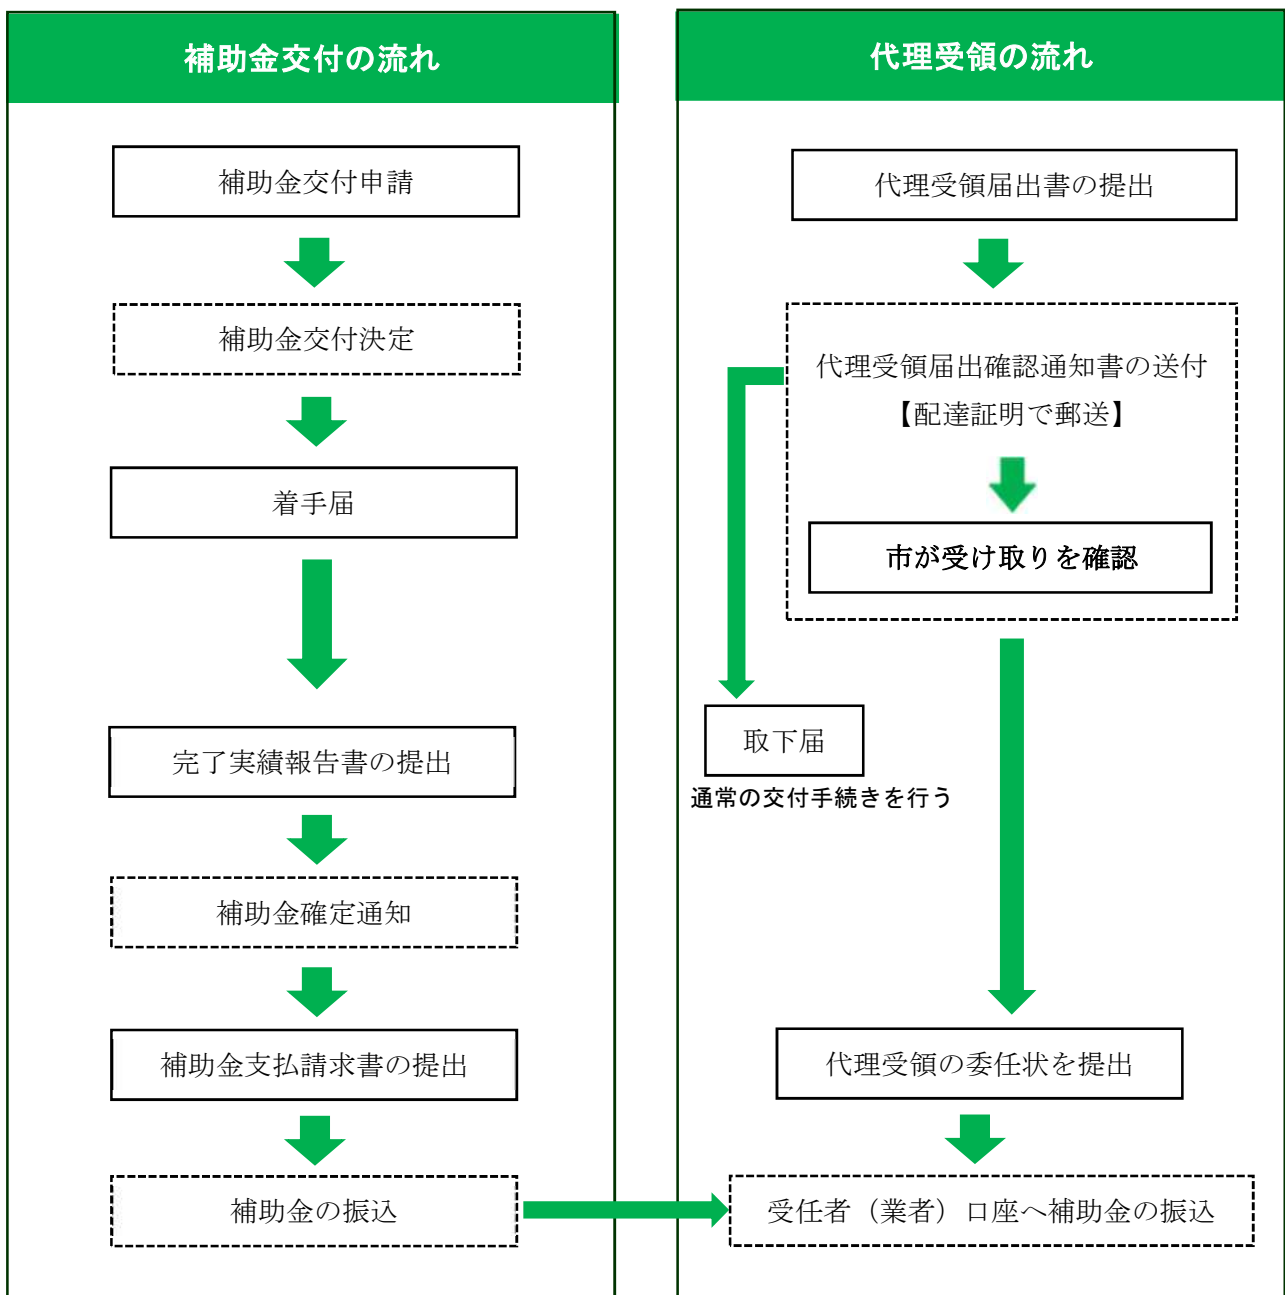 補助金交付の流れ
補助金交付申請
補助金交付決定
着手届
完了実績報告書の提出
補助金確定通知
補助金支払請求書の提出
補助金の振込
代理受領の流れ
代理受領届出書の提出
代理受領届出確認通知書の送付
【配達証明で郵送】
市が受け取りを確認
取下届
通常の交付手続きを行う
代理受領の委任状を提出
受任者（業者）口座へ補助金の振込